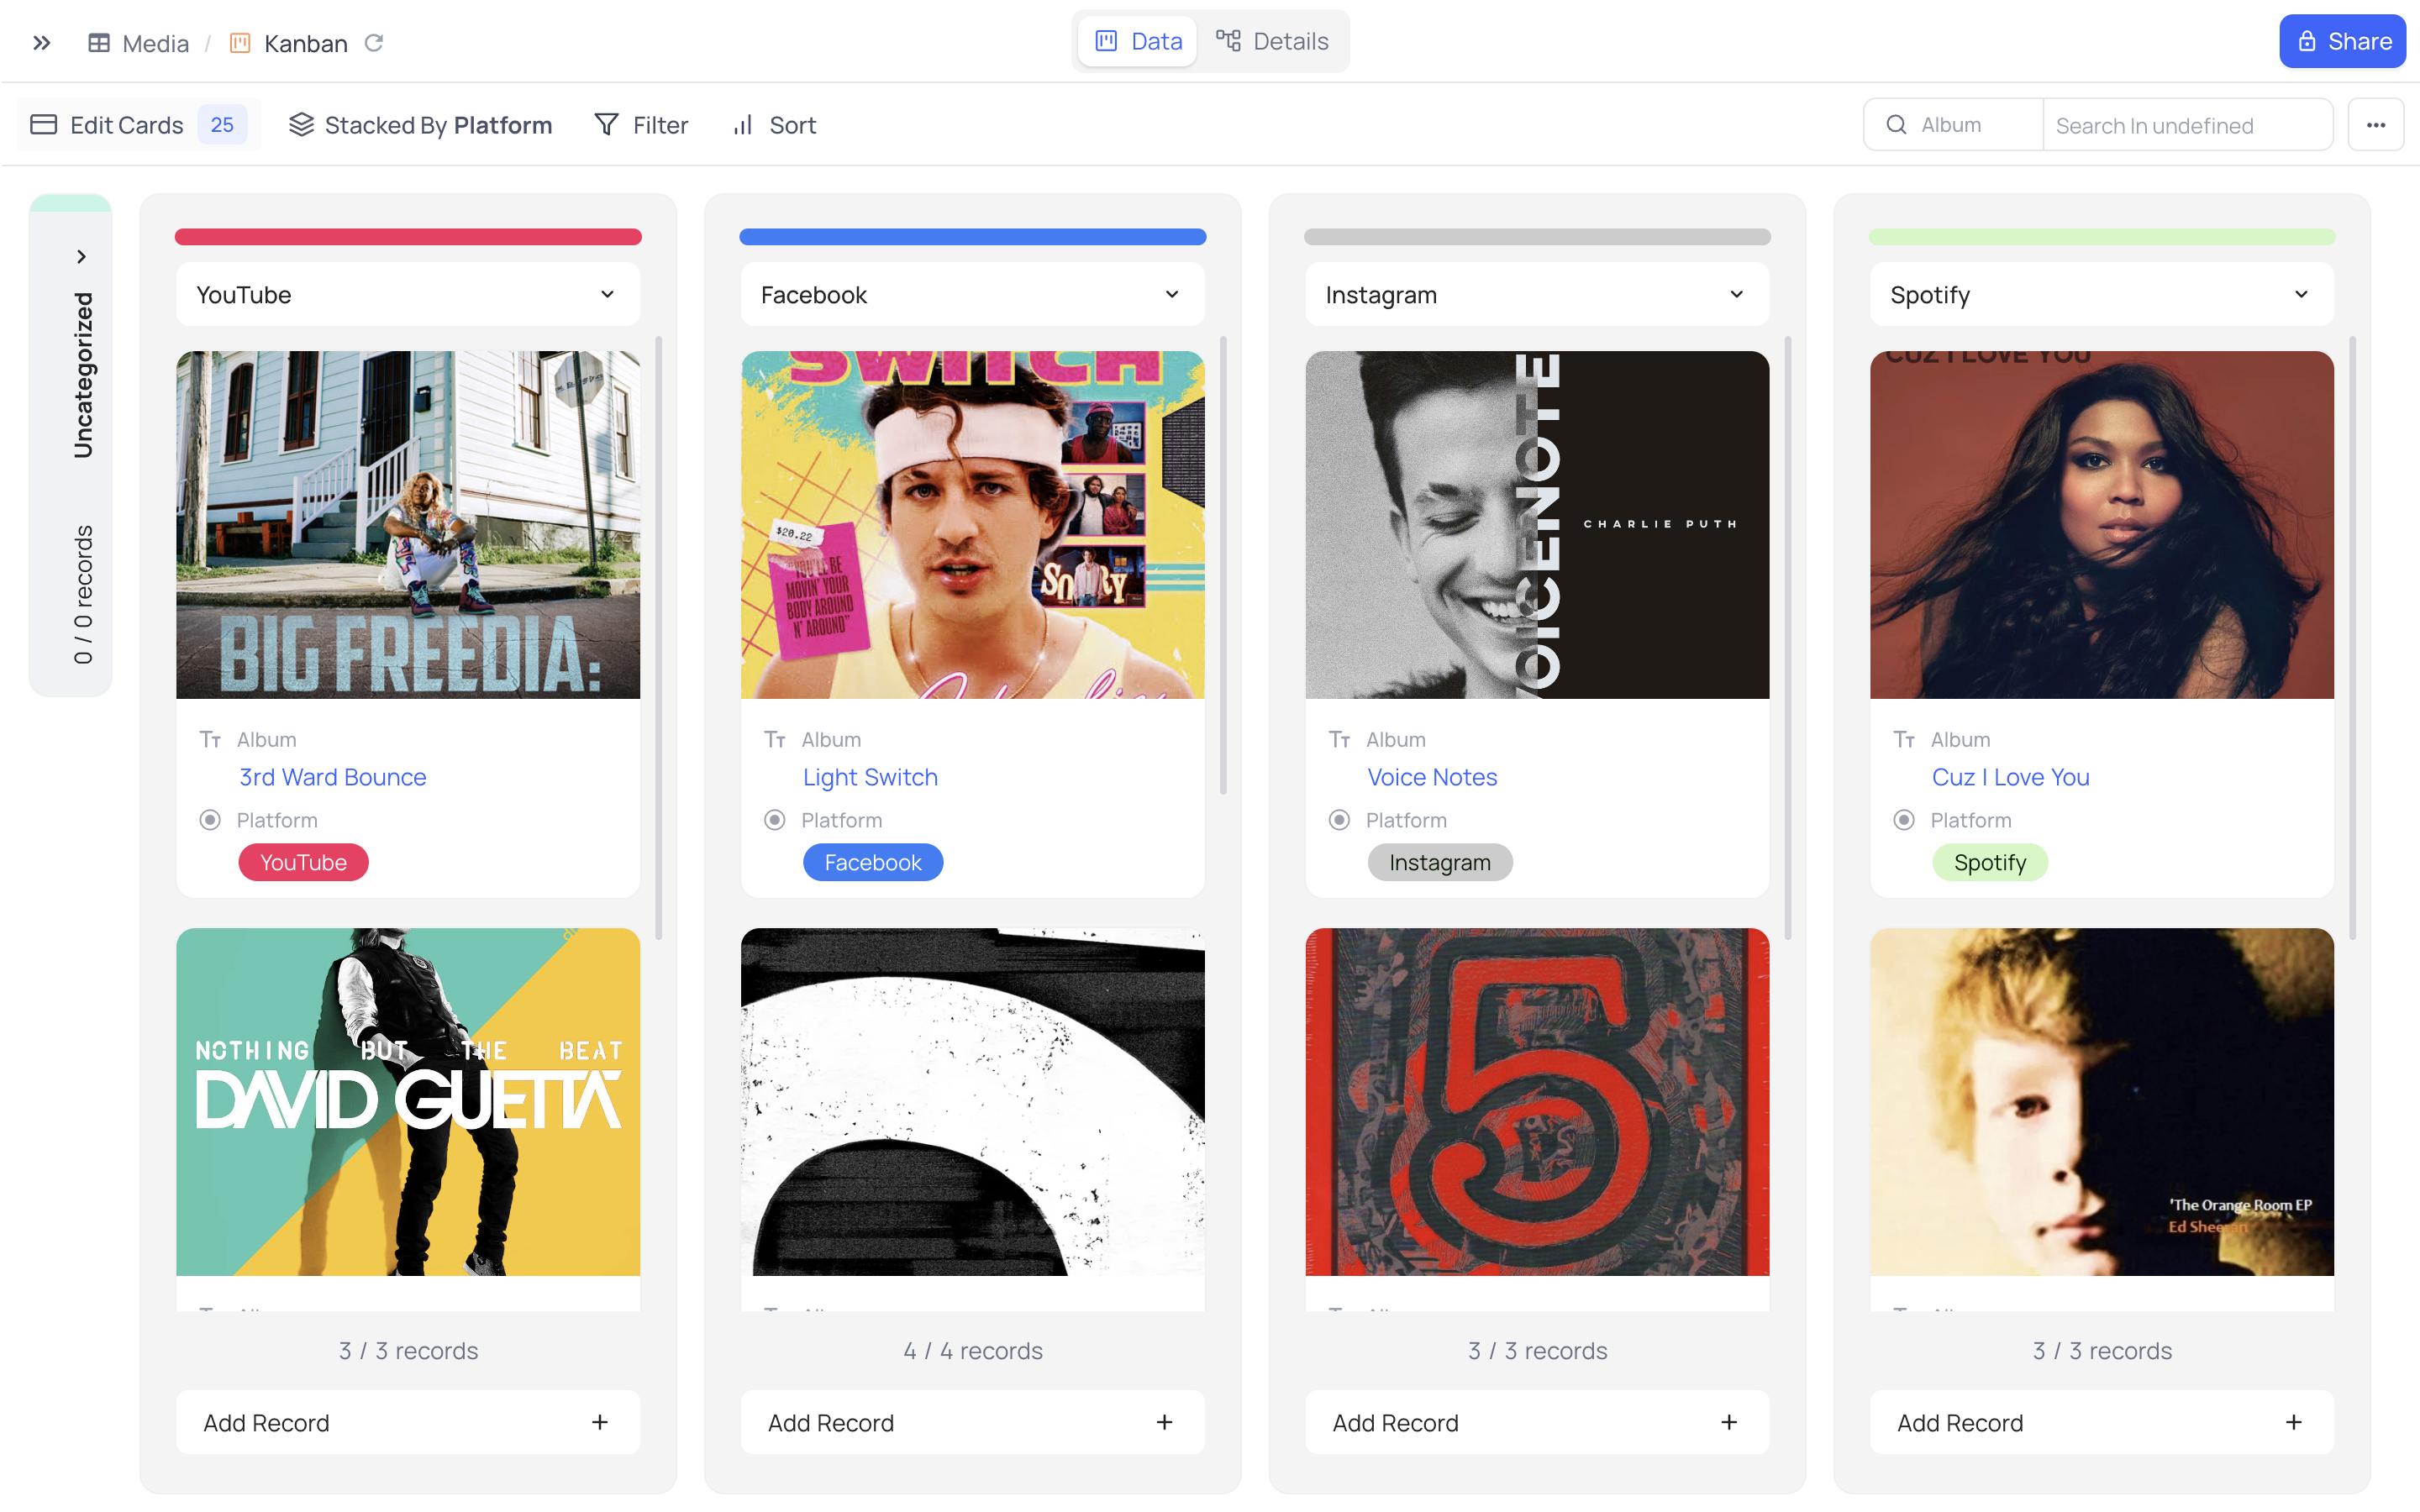 Media / Kanban
Data
Details
Share
Edit Cards 25
Stacked By Platform
Filter
Sort
Album
Search In undefined
Uncategorized
0 / 0 records
YouTube
BIG FREEDIA:
Album
3rd Ward Bounce
Platform
YouTube
NOTHING BUT THE BEAT
DAVID GUETTA
3 / 3 records
Add Record
Facebook
SWITCH
$20.22
"YOU'LL BE
MOVIN' YOUR
BODY AROUND
N' AROUND"
SORRY
Album
Light Switch
Platform
Facebook
4 / 4 records
Add Record
Instagram
VOICENOTE
CHARLIE PUTH
Album
Voice Notes
Platform
Instagram
5
3 / 3 records
Add Record
Spotify
CUZ I LOVE YOU
Album
Cuz I Love You
Platform
Spotify
'The Orange Room EP
Ed Sheeran
3 / 3 records
Add Record